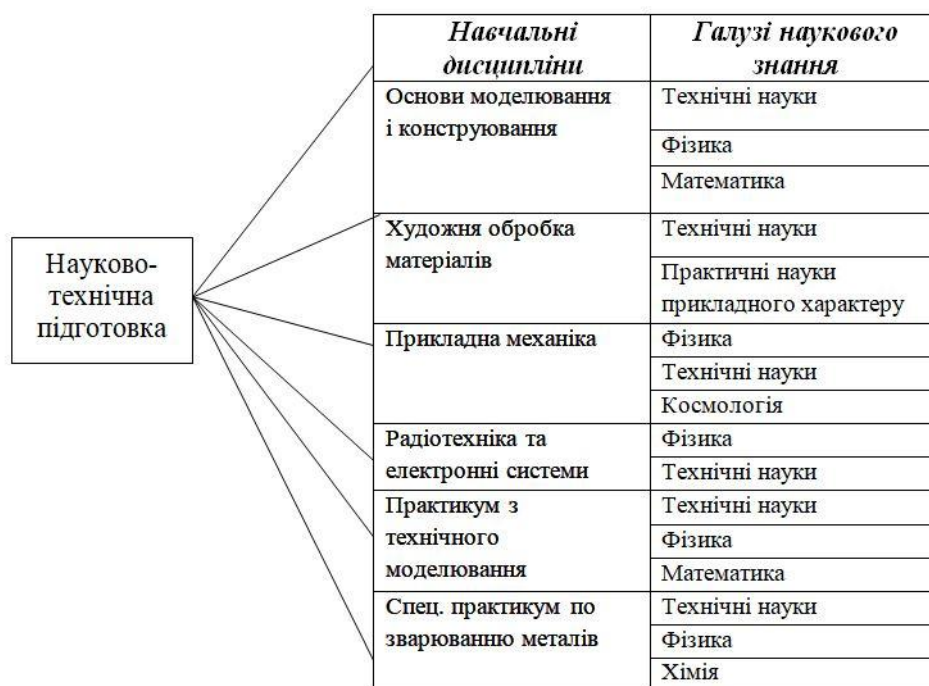 Науково-
технічна
підготовка
Навчальні
дисципліни
Галузі наукового
знання
Основи моделювання
і конструювання
Технічні науки
Фізика
Математика
Художня обробка
матеріалів
Технічні науки
Практичні науки
прикладного характеру
Прикладна механіка
Фізика
Технічні науки
Космологія
Радіотехніка та
електронні системи
Фізика
Технічні науки
Практикум з
технічного
моделювання
Технічні науки
Фізика
Математика
Спец. практикум по
зварюванню металів
Технічні науки
Фізика
Хімія